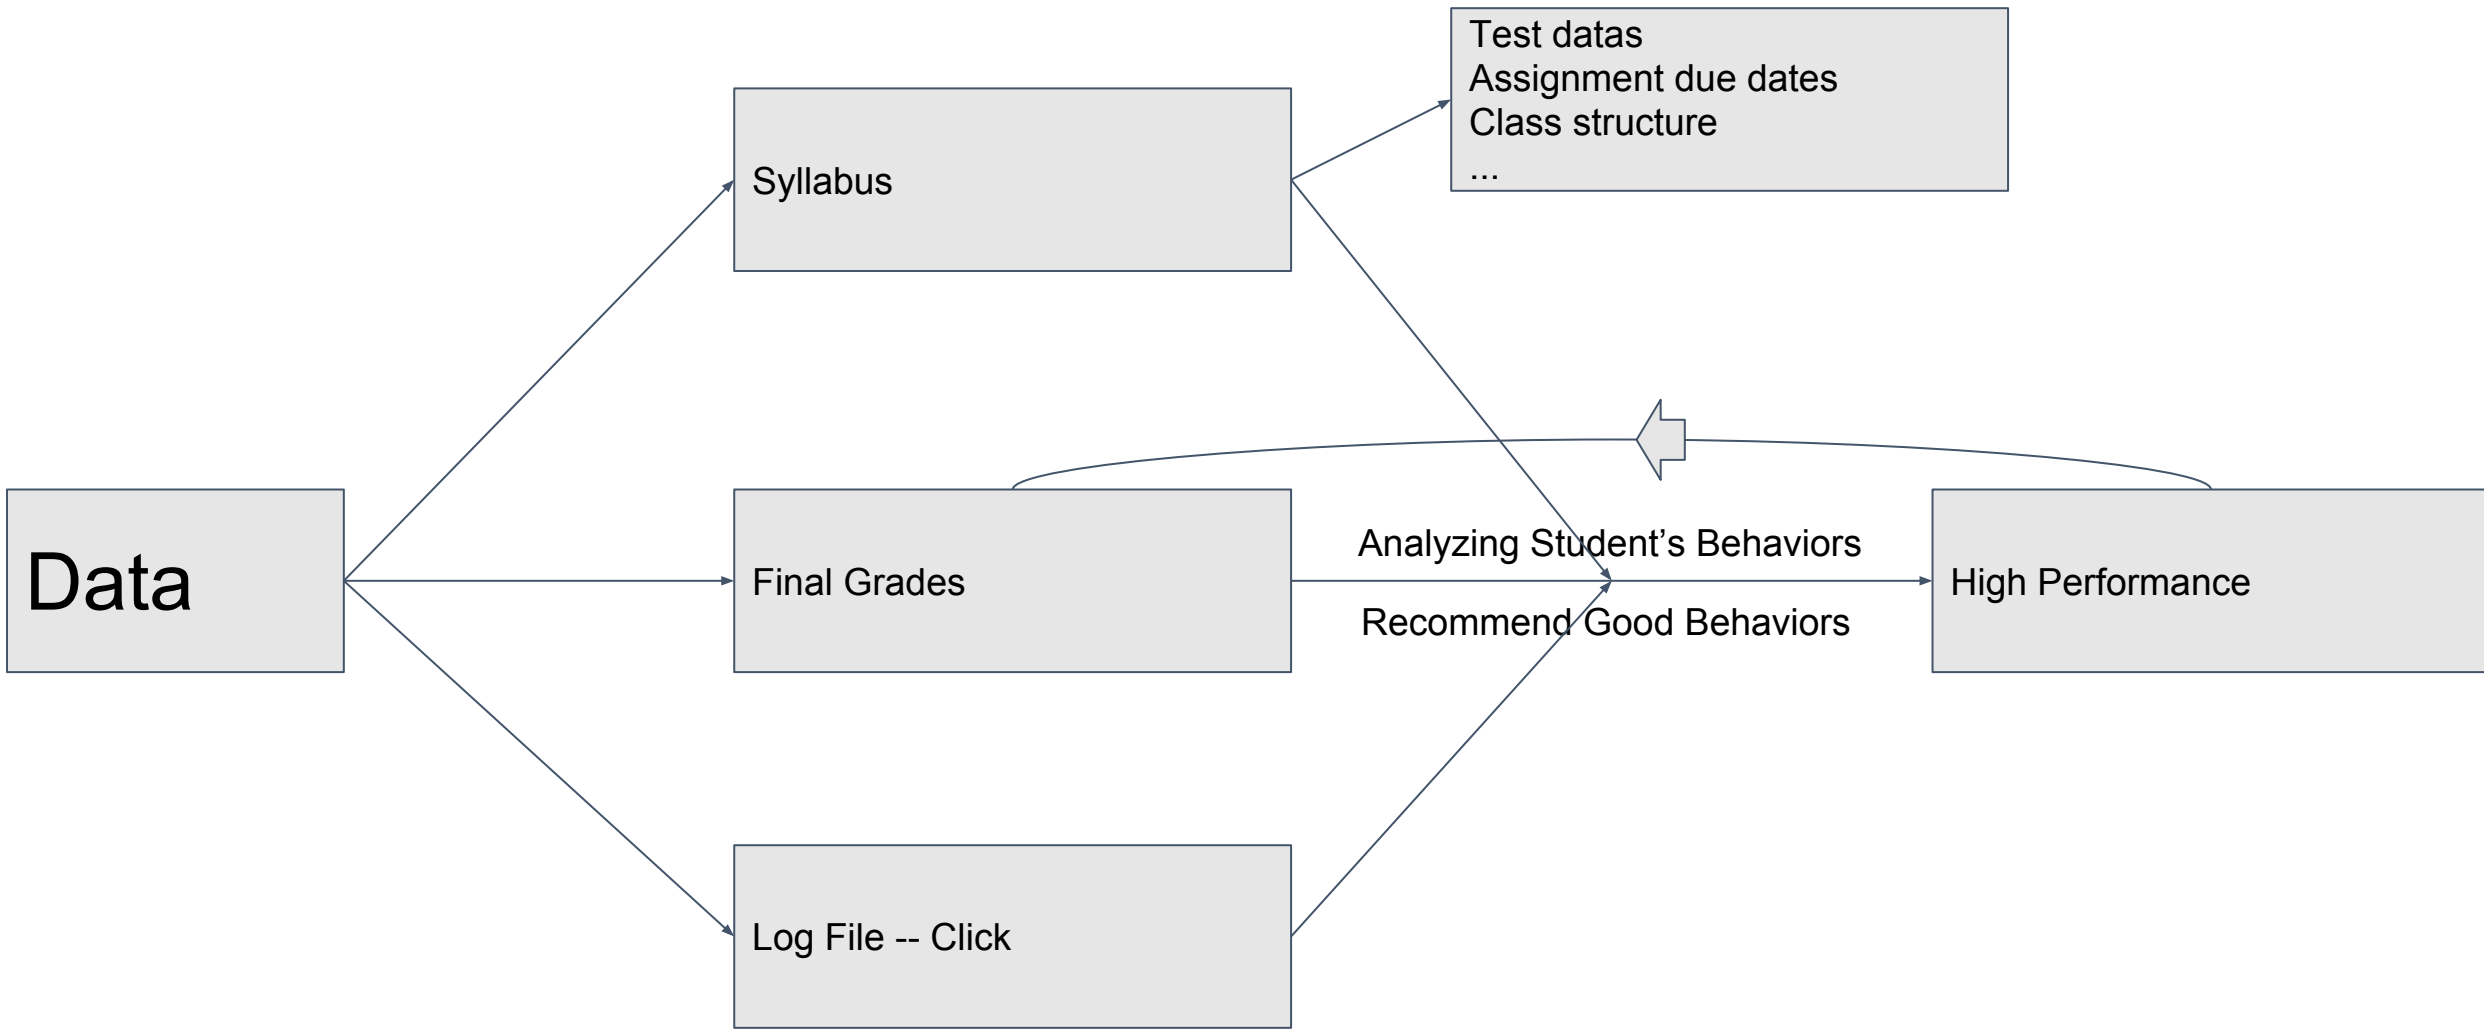 Test datas
Assignment due dates
Class structure
...
Syllabus
Data
Final Grades
Analyzing Student’s Behaviors
Recommend Good Behaviors
High Performance
Log File -- Click